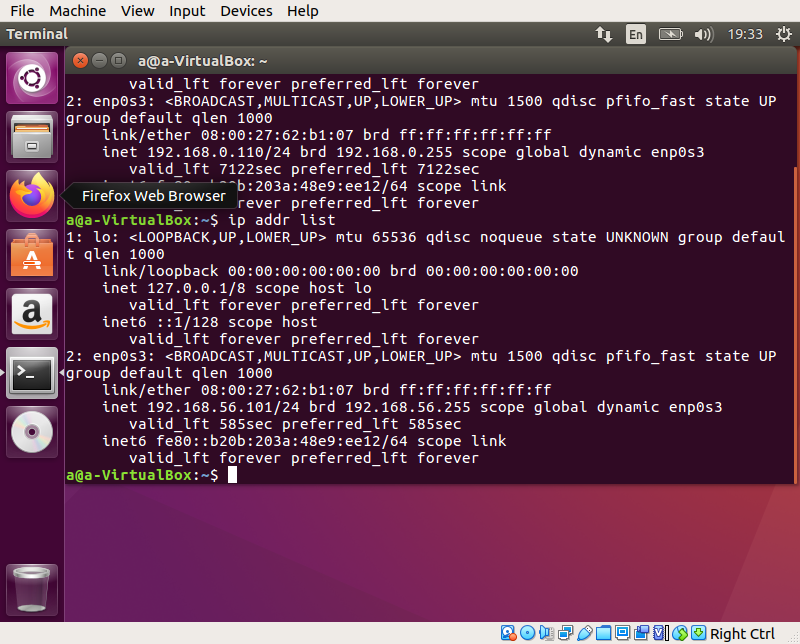 File Machine View Input Devices Help
Terminal En 19:33
a@a-VirtualBox: ~
valid_lft forever preferred_lft forever
2: enp0s3: <BROADCAST,MULTICAST,UP,LOWER_UP> mtu 1500 qdisc pfifo_fast state UP
group default qlen 1000
link/ether 08:00:27:62:b1:07 brd ff:ff:ff:ff:ff:ff
inet 192.168.0.110/24 brd 192.168.0.255 scope global dynamic enp0s3
valid_lft 7122sec preferred_lft 7122sec
b:203a:48e9:ee12/64 scope link
Firefox Web Browser
rever preferred_lft forever
a@a-VirtualBox:~$ ip addr list
1: lo: <LOOPBACK,UP,LOWER_UP> mtu 65536 qdisc noqueue state UNKNOWN group defaul
t qlen 1000
link/loopback 00:00:00:00:00:00 brd 00:00:00:00:00:00
inet 127.0.0.1/8 scope host lo
valid_lft forever preferred_lft forever
inet6 ::1/128 scope host
valid_lft forever preferred_lft forever
2: enp0s3: <BROADCAST,MULTICAST,UP,LOWER_UP> mtu 1500 qdisc pfifo_fast state UP
group default qlen 1000
link/ether 08:00:27:62:b1:07 brd ff:ff:ff:ff:ff:ff
inet 192.168.56.101/24 brd 192.168.56.255 scope global dynamic enp0s3
valid_lft 585sec preferred_lft 585sec
inet6 fe80::b20b:203a:48e9:ee12/64 scope link
valid_lft forever preferred_lft forever
a@a-VirtualBox:~$
Right Ctrl